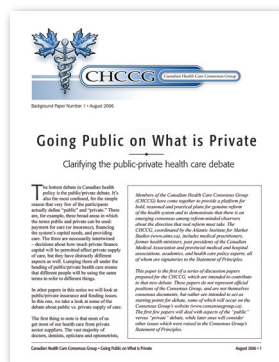 CHCCG Canadian Health Care Consensus Group
Background Paper Number 1 • August 2006
Going Public on What is Private
Clarifying the public-private health care debate
The hottest debate in Canadian health
policy is the public/private debate. It's
also the most confused, for the simple
reason that very few of the participants
actually define "public" and "private." There
are, for example, three broad areas in which
the terms public and private can be used:
payment for care (or insurance), financing
the system's capital needs, and providing
care. The three are mutually intertwined
– decisions about how much private finance
capital will be permitted affect private supply
of care, but they have distinctly different
aspects as well. Lumping them all under the
heading of public/private health care means
that different people will be using the same
terms to refer to different things.
In other papers in this series we will look at
public/private insurance and funding issues.
In this one, we take a look at some of the
debate about public vs. private supply of care.
The first thing to note is that most of us
get most of our health care from private
sector suppliers. The vast majority of
doctors, dentists, opticians and optometrists,
Members of the Canadian Health Care Consensus Group
(CHCCG) have come together to provide a platform for
bold, reasoned and practical plans for genuine reform
of the health system and to demonstrate that there is an
emerging consensus among reform-minded observers
about the direction that real reform must take. The
CHCCG, coordinated by the Atlantic Institute for Market
Studies (www.aims.ca), includes medical practitioners,
former health ministers, past presidents of the Canadian
Medical Association and provincial medical and hospital
associations, academics, and health care policy experts, all
of whom are signatories to the Statement of Principles.
This paper is the first of a series of discussion papers
prepared for the CHCCG, which are intended to contribute
to that new debate. These papers do not represent official
positions of the Consensus Group, and are not themselves
consensus documents, but rather are intended to act as
starting points for debate, some of which will occur on the
Consensus Group's website (www.consensusgroup.ca).
The first five papers will deal with aspects of the "public"
versus "private" debate, while later ones will consider
other issues which were raised in the Consensus Group's
Statement of Principles.
Canadian Health Care Consensus Group • Going Public on What is Private
August 2006 • 1